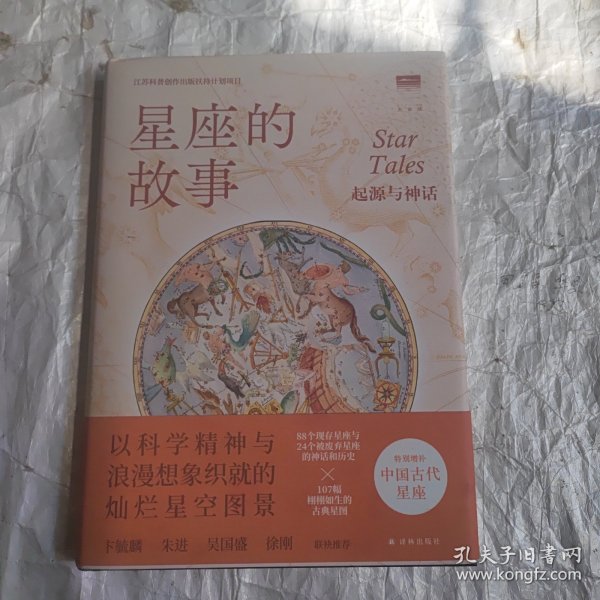 江苏科普创作出版扶持计划项目
星座的
故事
Star
Tales
起源与神话
以科学精神与
浪漫想象织就的
灿烂星空图景
88个现存星座与
24个被废弃星座
的神话和历史
×
107幅
栩栩如生的
古典星图
特别增补
中国古代
星座
卞毓麟 朱进 吴国盛 徐刚 联袂推荐
译林出版社
孔夫子旧书网
www.kongfz.com